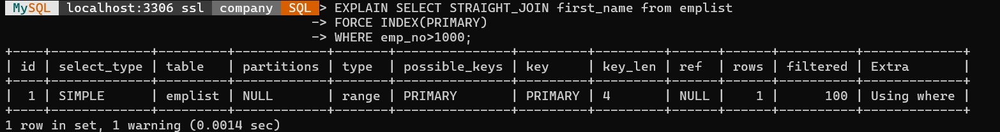 MySQL localhost:3306 ssl company SQL > EXPLAIN SELECT STRAIGHT_JOIN first_name from emplist
-> FORCE INDEX(PRIMARY)
-> WHERE emp_no>1000;
+----+-------------+---------+------------+-------+---------------+---------+---------+------+------+----------+-------------+
| id | select_type | table   | partitions | type  | possible_keys | key     | key_len | ref  | rows | filtered | Extra       |
+----+-------------+---------+------------+-------+---------------+---------+---------+------+------+----------+-------------+
|  1 | SIMPLE      | emplist | NULL       | range | PRIMARY       | PRIMARY | 4       | NULL |    1 |      100 | Using where |
+----+-------------+---------+------------+-------+---------------+---------+---------+------+------+----------+-------------+
1 row in set, 1 warning (0.0014 sec)